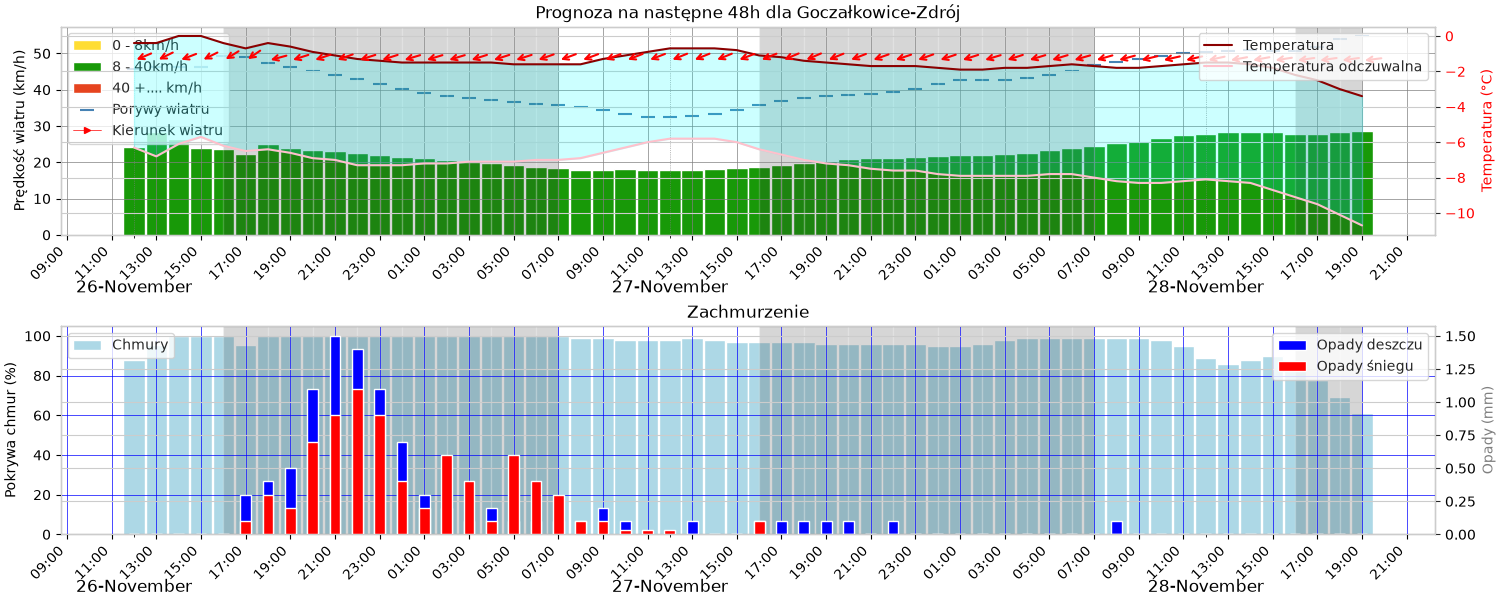 Prognoza na następne 48h dla Goczałkowice-Zdrój
Prędkość wiatru (km/h)
0
10
20
30
40
50
0 - 8km/h
8 - 40km/h
40 +.... km/h
Porywy wiatru
Kierunek wiatru
Temperatura
Temperatura odczuwalna
0
−2
−4
−6
−8
−10
Temperatura (°C)
09:00 11:00 13:00 15:00 17:00 19:00 21:00 23:00 01:00 03:00 05:00 07:00 09:00 11:00 13:00 15:00 17:00 19:00 21:00 23:00 01:00 03:00 05:00 07:00 09:00 11:00 13:00 15:00 17:00 19:00 21:00
26-November 27-November 28-November
Zachmurzenie
Pokrywa chmur (%)
0
20
40
60
80
100
Chmury
Opady deszczu
Opady śniegu
1.50
1.25
1.00
0.75
0.50
0.25
0.00
Opady (mm)
09:00 11:00 13:00 15:00 17:00 19:00 21:00 23:00 01:00 03:00 05:00 07:00 09:00 11:00 13:00 15:00 17:00 19:00 21:00 23:00 01:00 03:00 05:00 07:00 09:00 11:00 13:00 15:00 17:00 19:00 21:00
26-November 27-November 28-November